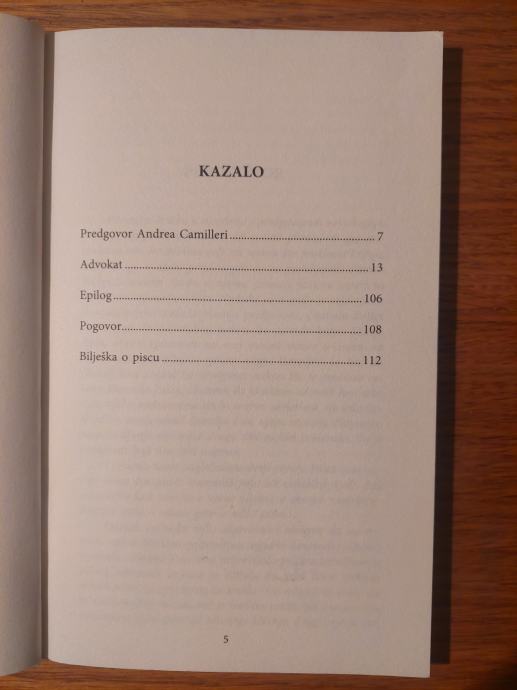 KAZALO
Predgovor Andrea Camilleri................................................ 7
Advokat.................................................................................. 13
Epilog..................................................................................... 106
Pogovor................................................................................. 108
Bilješka o piscu.................................................................. 112
5